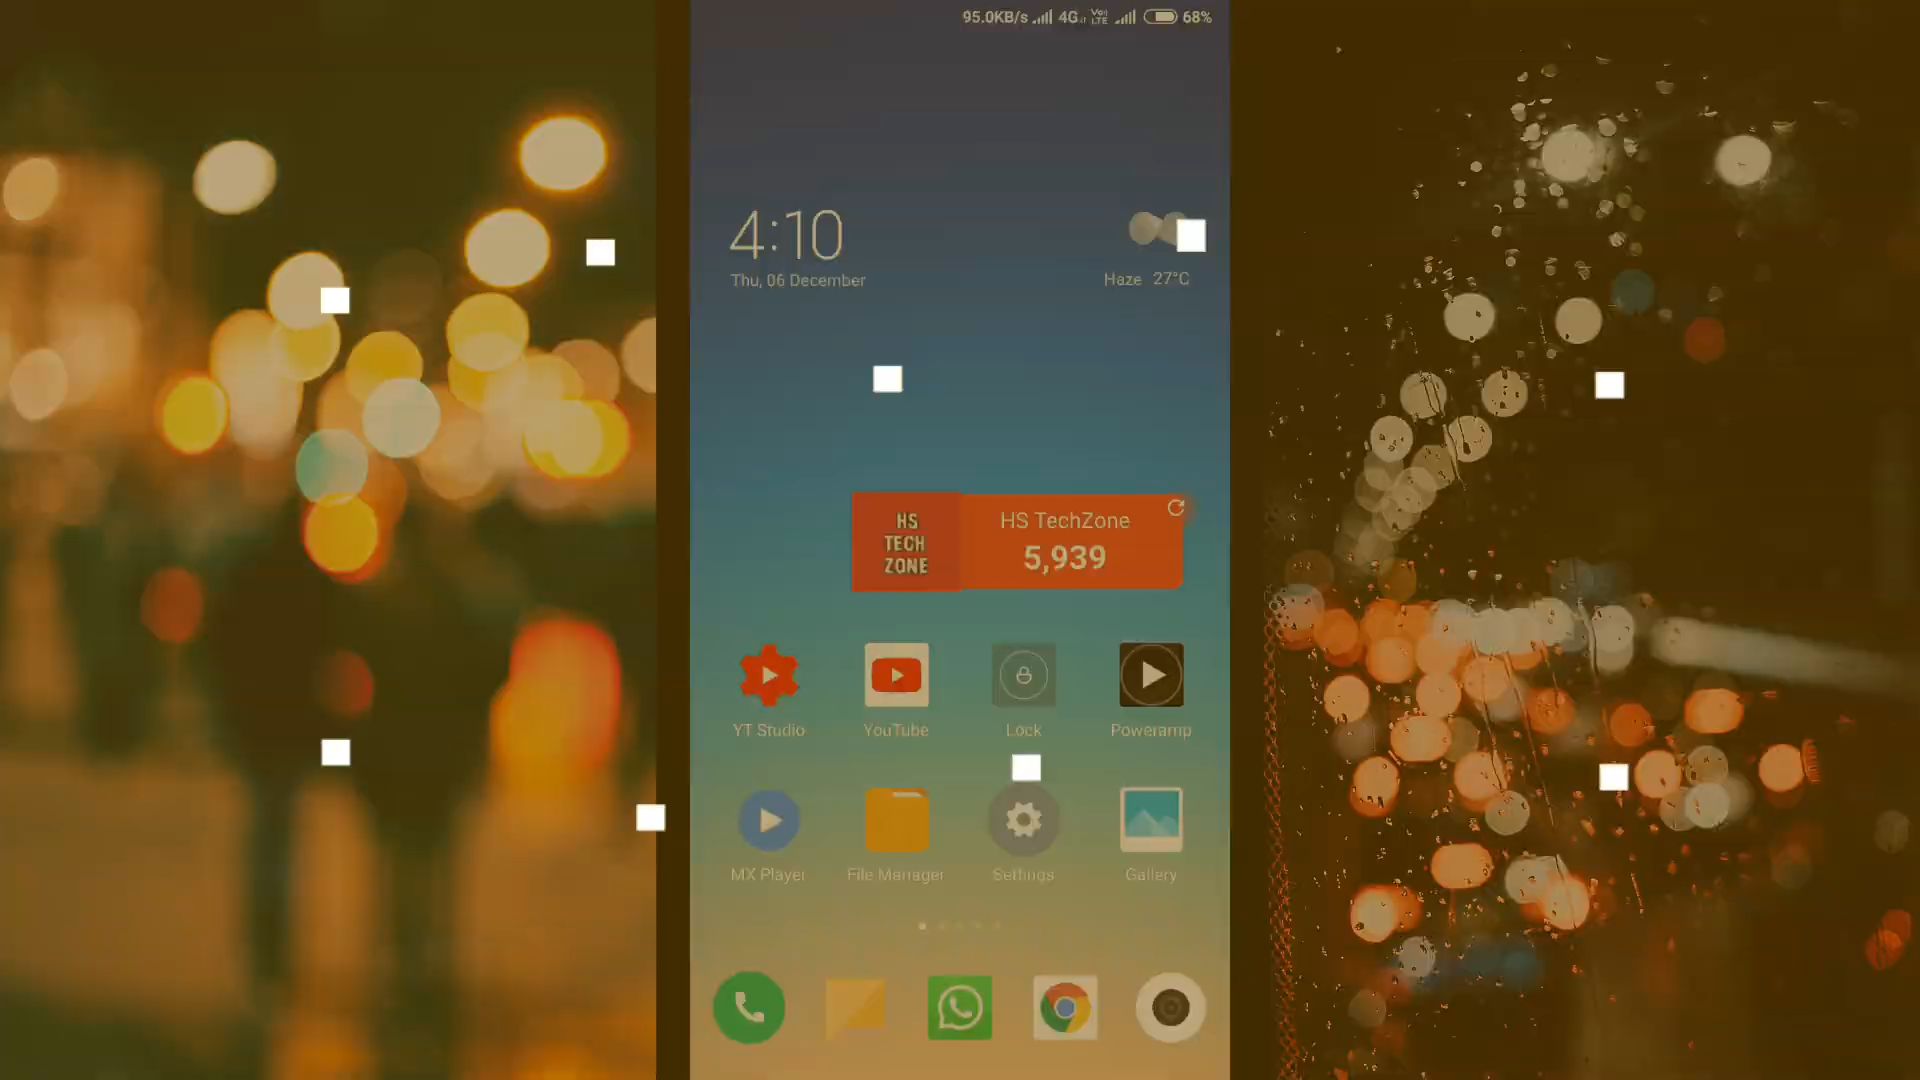 95.0KB/s 4G VoLTE 68%
4:10
Thu, 06 December
Haze 27°C
HS TECH ZONE
HS TechZone
5,939
YT Studio YouTube Lock Poweramp
MX Player File Manager Settings Gallery